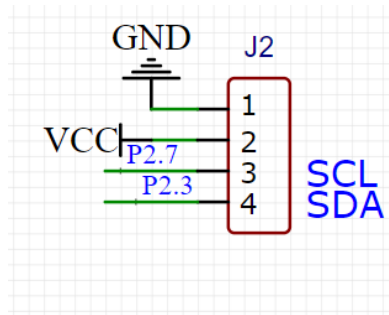 GND
J2
1
VCC 2
P2.7
3 SCL
P2.3
4 SDA